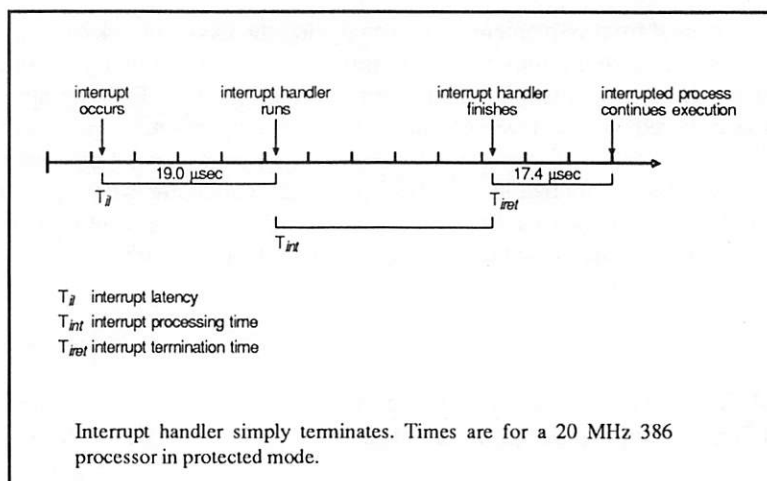 interrupt occurs
interrupt handler runs
interrupt handler finishes
interrupted process continues execution
19.0 µsec
17.4 µsec
Til
Tint
Tiret
Til interrupt latency
Tint interrupt processing time
Tiret interrupt termination time
Interrupt handler simply terminates. Times are for a 20 MHz 386
processor in protected mode.